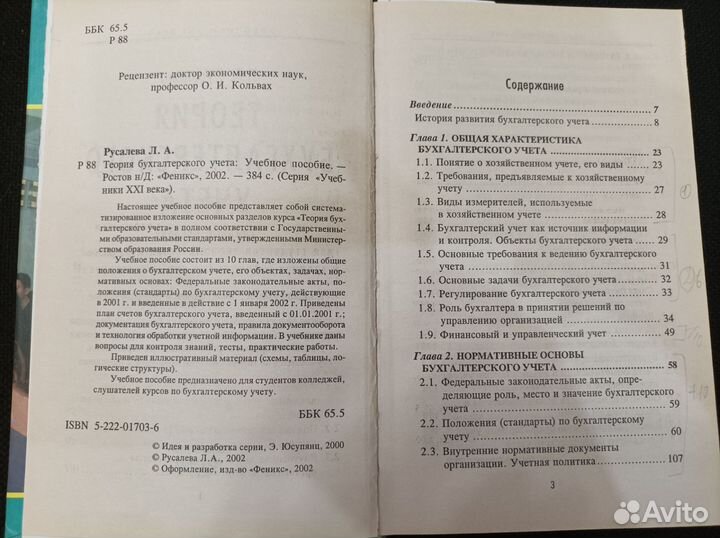 ББК 65.5
Р 88
Рецензент: доктор экономических наук,
профессор О. И. Кольвах
Русалева Л. А.
Р 88 Теория бухгалтерского учета: Учебное пособие. —
Ростов н/Д: «Феникс», 2002. — 384 с. (Серия «Учеб-
ники XXI века»).
Настоящее учебное пособие представляет собой систе-
матизированное изложение основных разделов курса «Теория бух-
галтерского учета» в полном соответствии с Государственны-
ми образовательными стандартами, утвержденными Министер-
ством образования России.
Учебное пособие состоит из 10 глав, где изложены общие
положения о бухгалтерском учете, его объектах, задачах, нор-
мативных основах: Федеральные законодательные акты, по-
ложения (стандарты) по бухгалтерскому учету, действующие
в 2001 г. и введенные в действие с 1 января 2002 г. Приведены
план счетов бухгалтерского учета, введенный с 01.01.2001 г.;
документация бухгалтерского учета, правила документооборота
и технология обработки учетной информации. В учебнике даны
вопросы для контроля знаний, тесты, практические работы.
Приведен иллюстративный материал (схемы, таблицы, ло-
гические структуры).
Учебное пособие предназначено для студентов колледжей,
слушателей курсов по бухгалтерскому учету.
ББК 65.5
ISBN 5-222-01703-6
© Идея и разработка серии, Э. Юсупянц, 2000
© Русалева Л.А., 2002
© Оформление, изд-во «Феникс», 2002
Содержание
Введение 7
История развития бухгалтерского учета 8
Глава 1. ОБЩАЯ ХАРАКТЕРИСТИКА
БУХГАЛТЕРСКОГО УЧЕТА 23
1.1. Понятие о хозяйственном учете, его виды 23
1.2. Требования, предъявляемые к хозяйственному
учету 27
1.3. Виды измерителей, используемые
в хозяйственном учете 28
1.4. Бухгалтерский учет как источник информации
и контроля. Объекты бухгалтерского учета 29
1.5. Основные требования к ведению бухгалтерского
учета 31
1.6. Основные задачи бухгалтерского учета 32
1.7. Регулирование бухгалтерского учета 33
1.8. Роль бухгалтера в принятии решений по
управлению организацией 34
1.9. Финансовый и управленческий учет 49
Глава 2. НОРМАТИВНЫЕ ОСНОВЫ
БУХГАЛТЕРСКОГО УЧЕТА 58
2.1. Федеральные законодательные акты, опре-
деляющие роль, место и значение бухгалтерского
учета 59
2.2. Положения (стандарты) по бухгалтерскому
учету 60
2.3. Внутренние нормативные документы
организации. Учетная политика 107
3
Avito